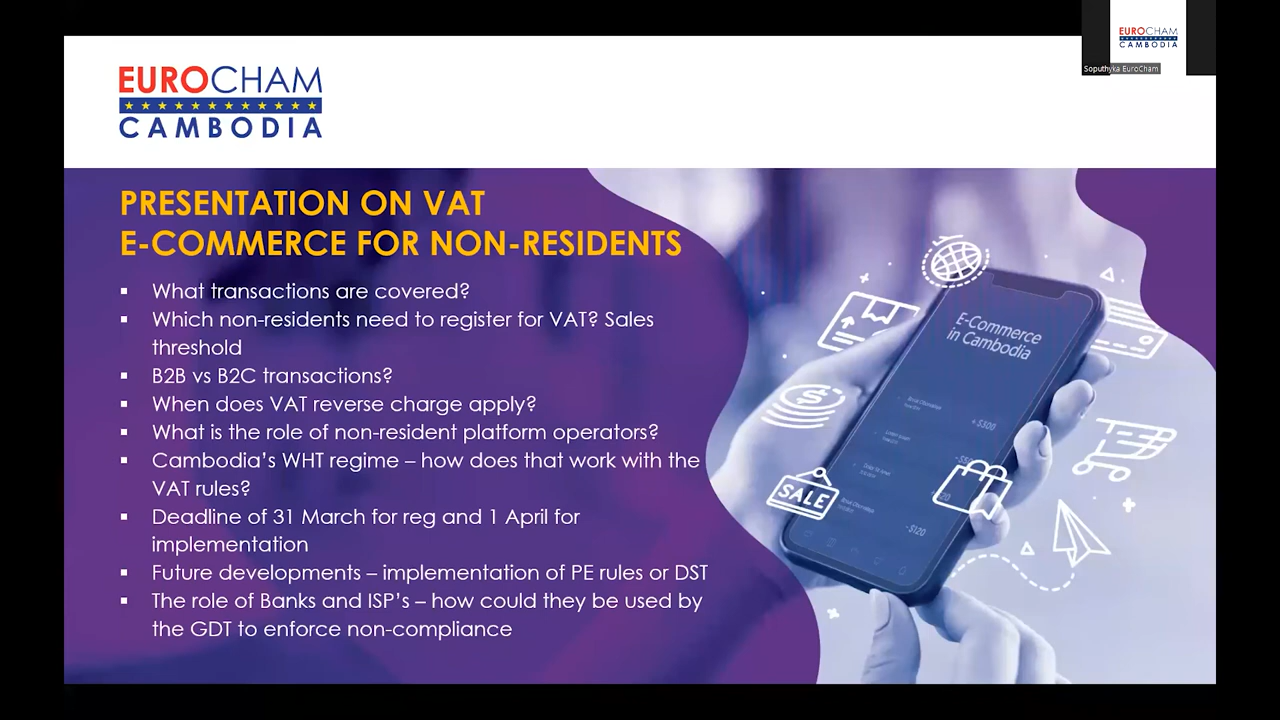 EUROCHAM
CAMBODIA
EUROCHAM
CAMBODIA
Soputhyka EuroCham
PRESENTATION ON VAT
E-COMMERCE FOR NON-RESIDENTS
▪ What transactions are covered?
▪ Which non-residents need to register for VAT? Sales
threshold
▪ B2B vs B2C transactions?
▪ When does VAT reverse charge apply?
▪ What is the role of non-resident platform operators?
▪ Cambodia's WHT regime – how does that work with the
VAT rules?
▪ Deadline of 31 March for reg and 1 April for
implementation
▪ Future developments – implementation of PE rules or DST
▪ The role of Banks and ISP's – how could they be used by
the GDT to enforce non-compliance
E-Commerce
in Cambodia
+ $500
SALE
- $120